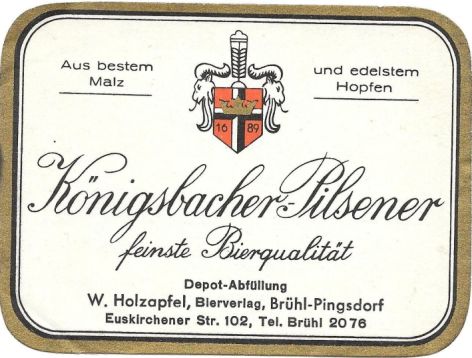 Aus bestem
Malz
und edelstem
Hopfen
16 89
Königsbacher-Pilsener
feinste Bierqualität
Depot-Abfüllung
W. Holzapfel, Bierverlag, Brühl-Pingsdorf
Euskirchener Str. 102, Tel. Brühl 2076